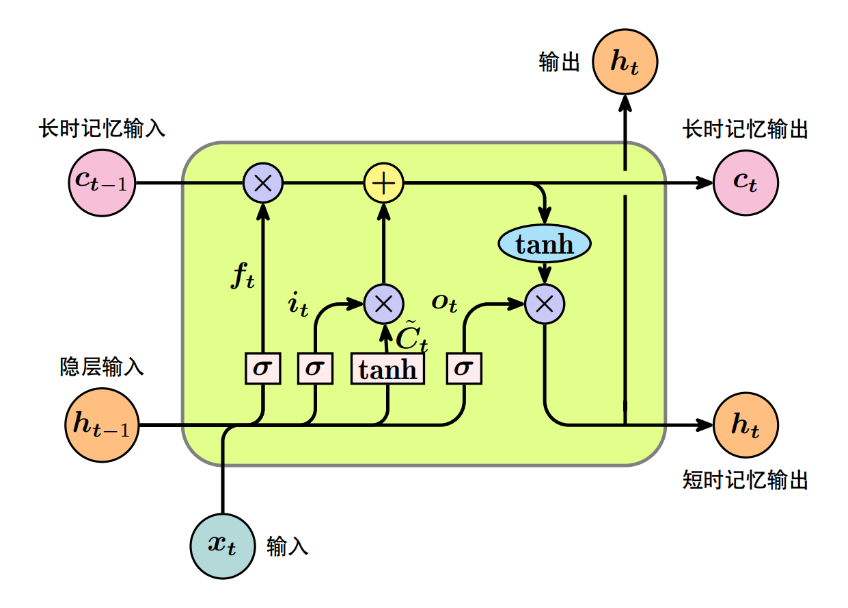 输出
h_t
长时记忆输入
长时记忆输出
c_{t-1}
×
+
c_t
tanh
f_t
i_t
×
o_t
×
C̃_t
隐层输入
σ
σ
tanh
σ
h_{t-1}
h_t
短时记忆输出
x_t
输入